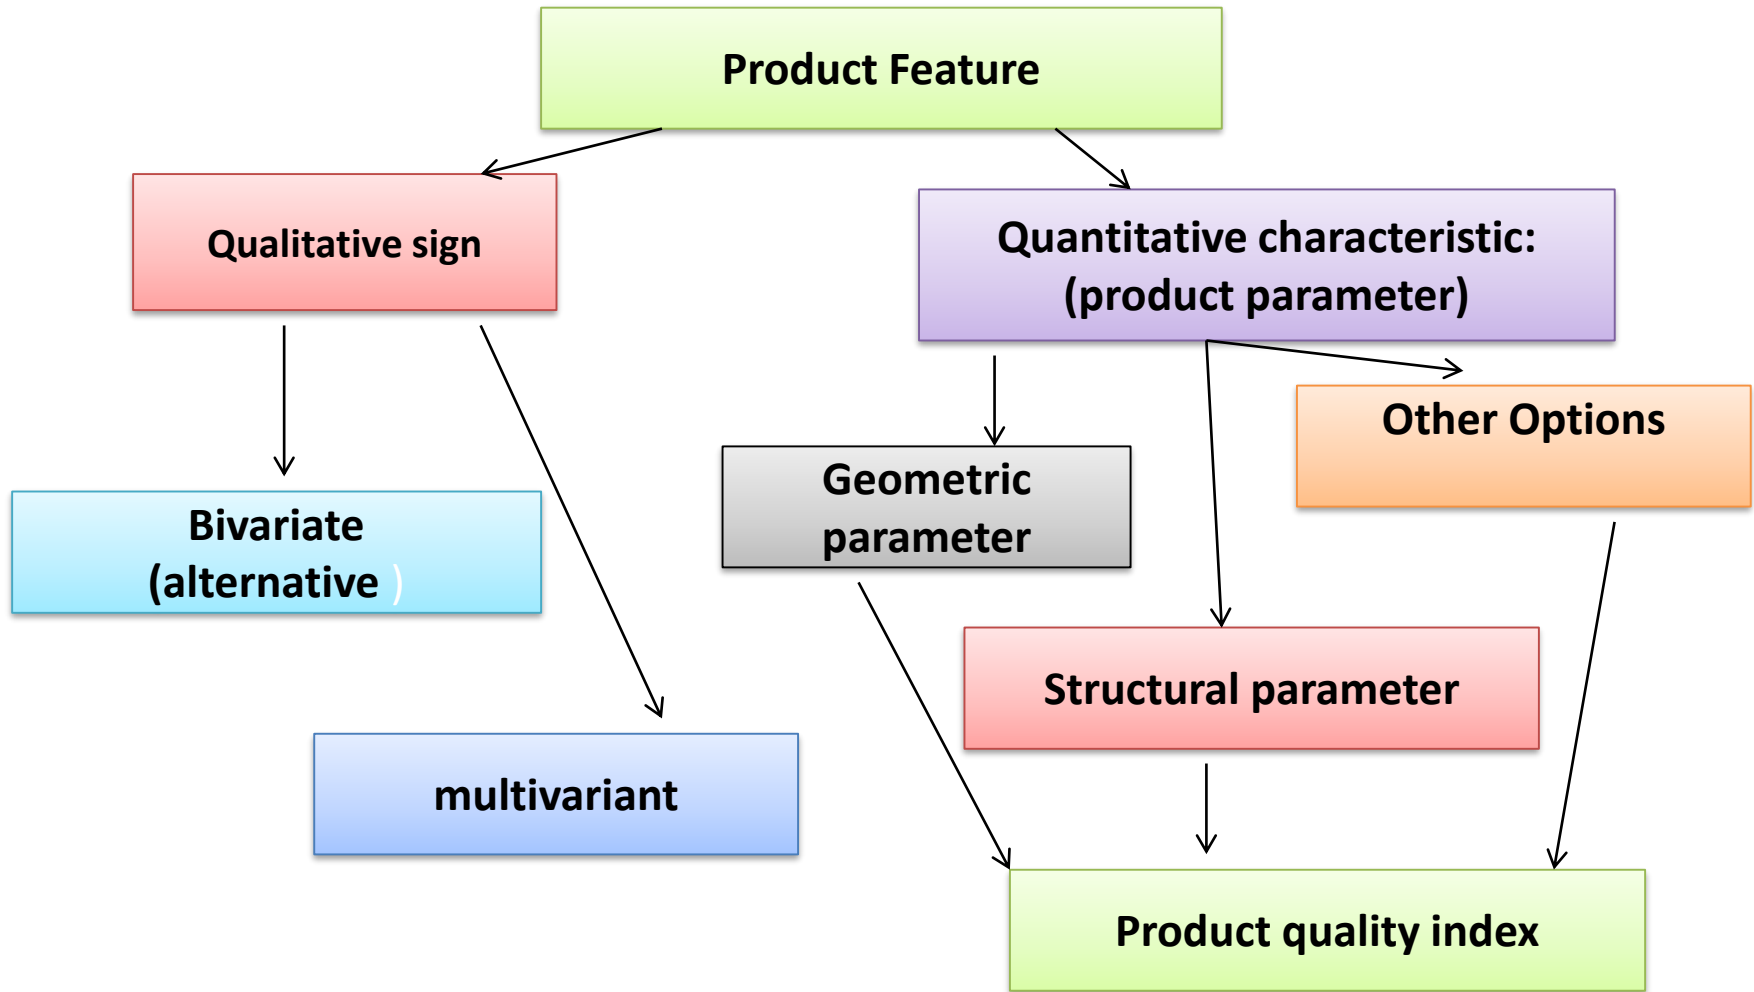 Product Feature
Qualitative sign
Quantitative characteristic:
(product parameter)
Other Options
Geometric
parameter
Bivariate
(alternative )
Structural parameter
multivariant
Product quality index